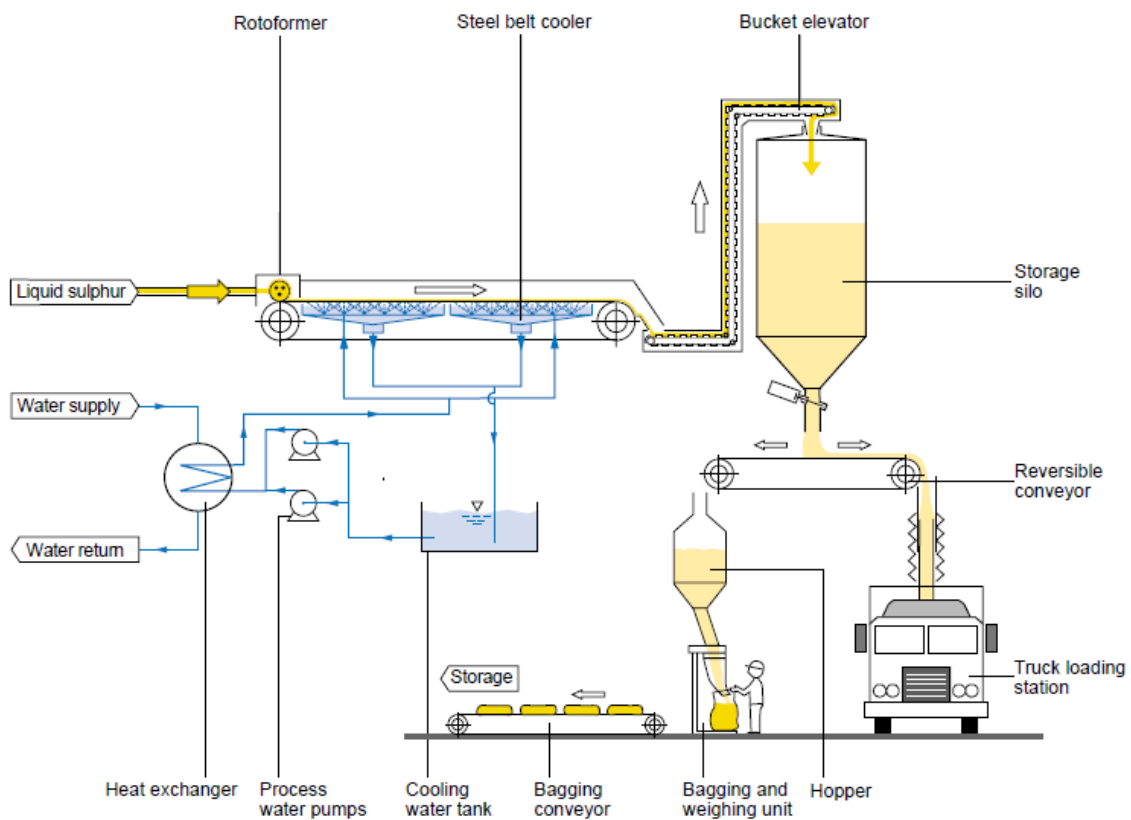 Rotoformer
Steel belt cooler
Bucket elevator
Liquid sulphur
Storage
silo
Water supply
Reversible
conveyor
Water return
Storage
Truck loading
station
Heat exchanger
Process
water pumps
Cooling
water tank
Bagging
conveyor
Bagging and
weighing unit
Hopper